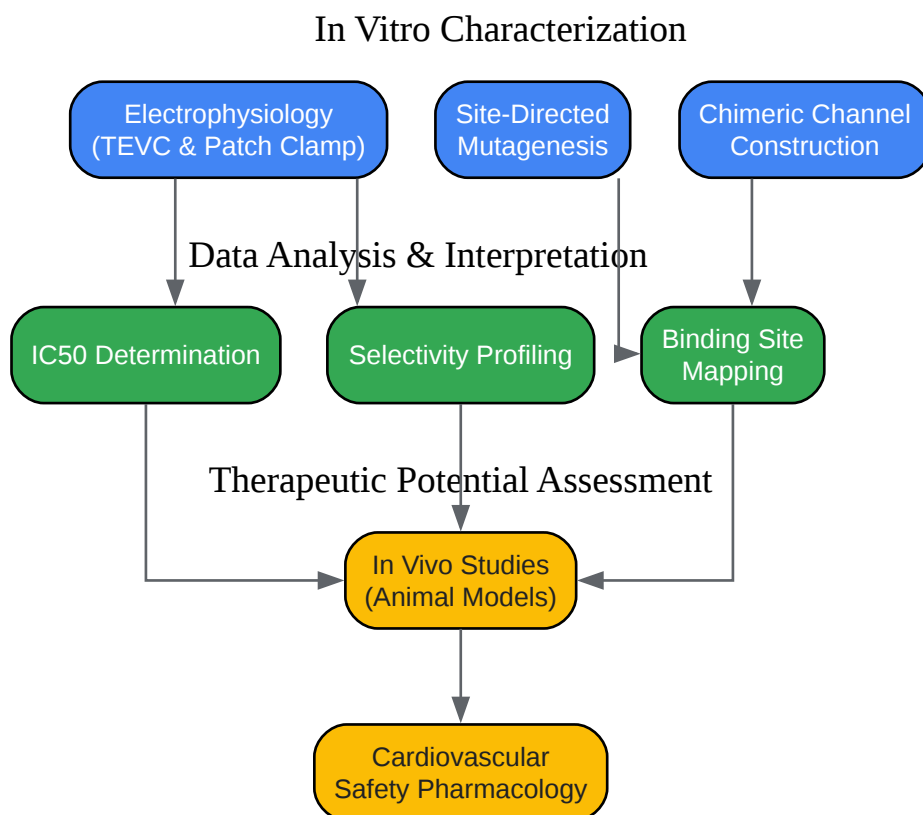 In Vitro Characterization
Electrophysiology
(TEVC & Patch Clamp)
Site-Directed
Mutagenesis
Chimeric Channel
Construction
Data Analysis & Interpretation
IC50 Determination
Selectivity Profiling
Binding Site
Mapping
Therapeutic Potential Assessment
In Vivo Studies
(Animal Models)
Cardiovascular
Safety Pharmacology